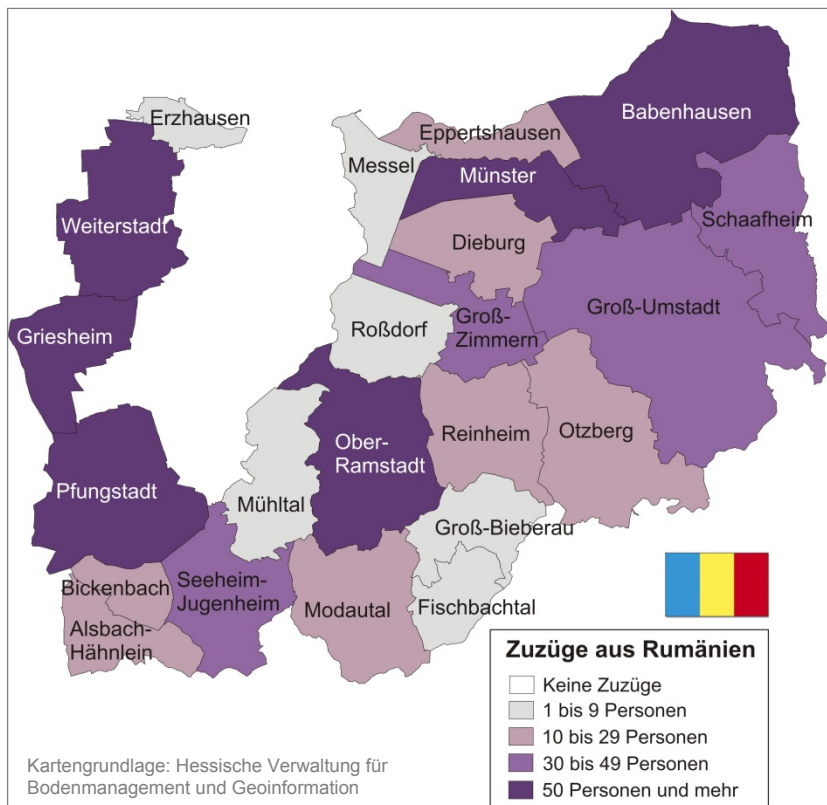 Erzhausen
Babenhausen
Eppertshausen
Messel
Münster
Schaafheim
Weiterstadt
Dieburg
Groß-Umstadt
Griesheim
Roßdorf
Groß-
Zimmern
Reinheim
Otzberg
Ober-
Ramstadt
Pfungstadt
Mühltal
Groß-Bieberau
Bickenbach
Seeheim-
Jugenheim
Modautal
Fischbachtal
Alsbach-
Hähnlein
Zuzüge aus Rumänien
Keine Zuzüge
1 bis 9 Personen
10 bis 29 Personen
30 bis 49 Personen
50 Personen und mehr
Kartengrundlage: Hessische Verwaltung für
Bodenmanagement und Geoinformation